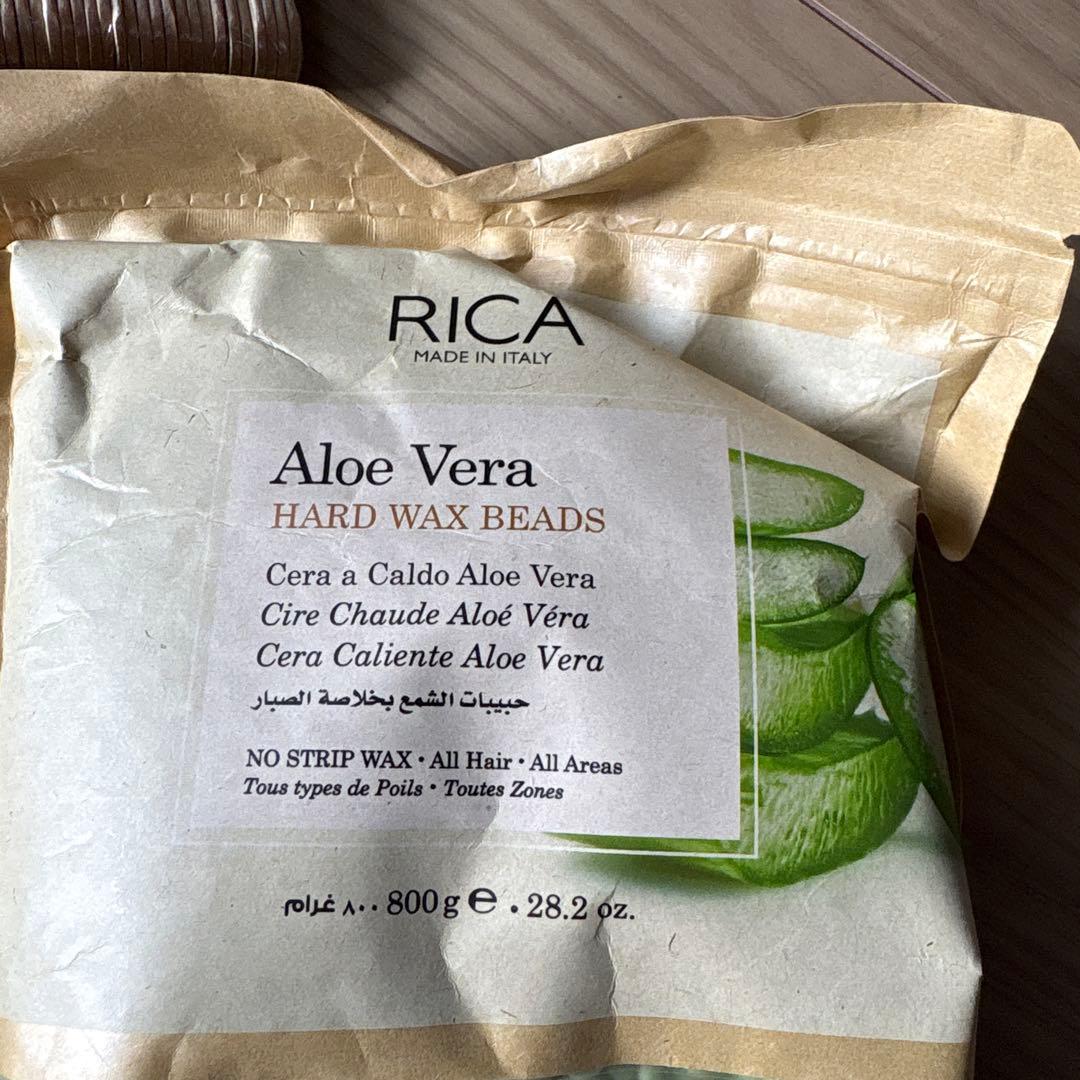 RICA
MADE IN ITALY
Aloe Vera
HARD WAX BEADS
Cera a Caldo Aloe Vera
Cire Chaude Aloé Véra
Cera Caliente Aloe Vera
حبيبات الشمع بخلاصة الصبار
NO STRIP WAX • All Hair • All Areas
Tous types de Poils • Toutes Zones
٨٠٠ غرام 800 g ℮ . 28.2 oz.